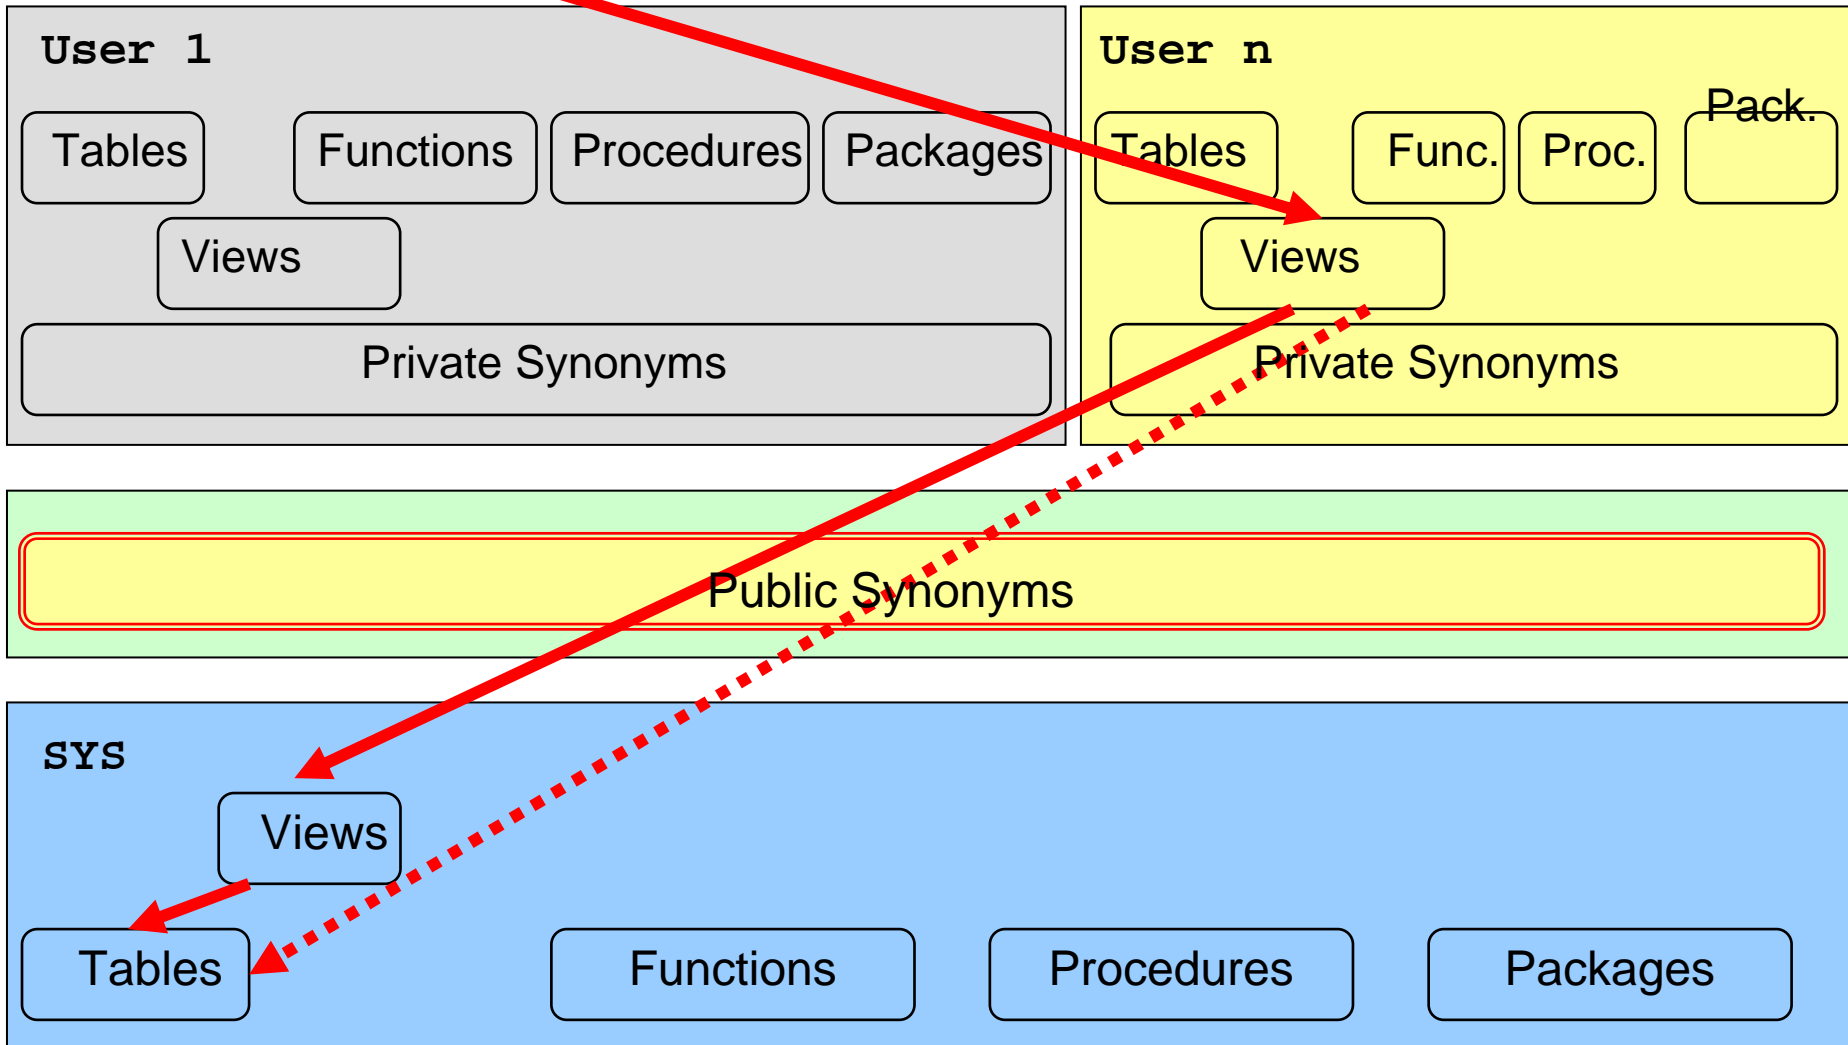 User 1
Tables
Functions
Procedures
Packages
Views
Private Synonyms
User n
Tables
Func.
Proc.
Pack.
Views
Private Synonyms
Public Synonyms
SYS
Views
Tables
Functions
Procedures
Packages